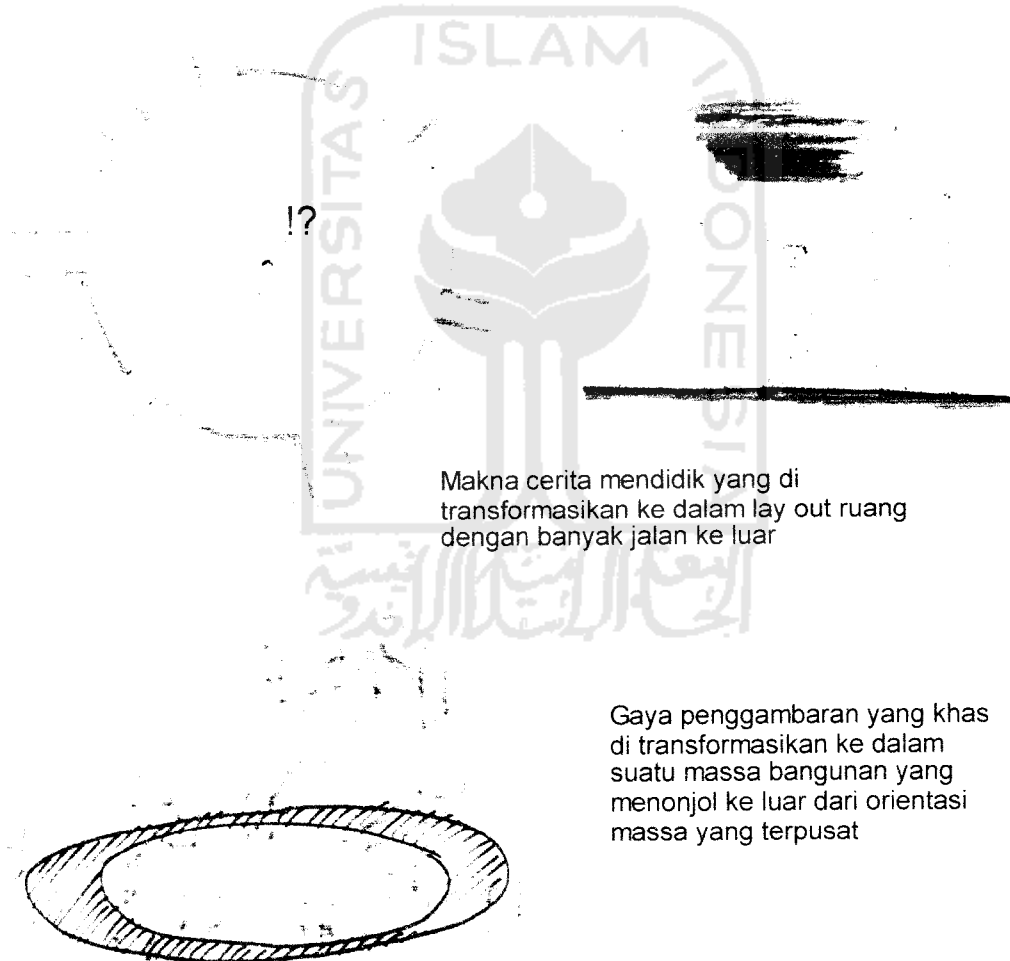 ISLAM
UNIVERSITAS
INDONESIA
!?
Makna cerita mendidik yang di
transformasikan ke dalam lay out ruang
dengan banyak jalan ke luar
Gaya penggambaran yang khas
di transformasikan ke dalam
suatu massa bangunan yang
menonjol ke luar dari orientasi
massa yang terpusat